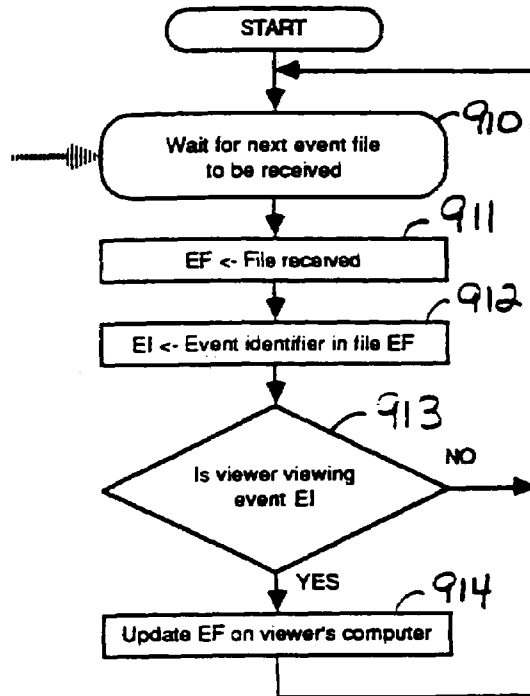 START
910
Wait for next event file
to be received
911
EF <- File received
912
EI <- Event identifier in file EF
913
Is viewer viewing
event EI
NO
YES
914
Update EF on viewer's computer